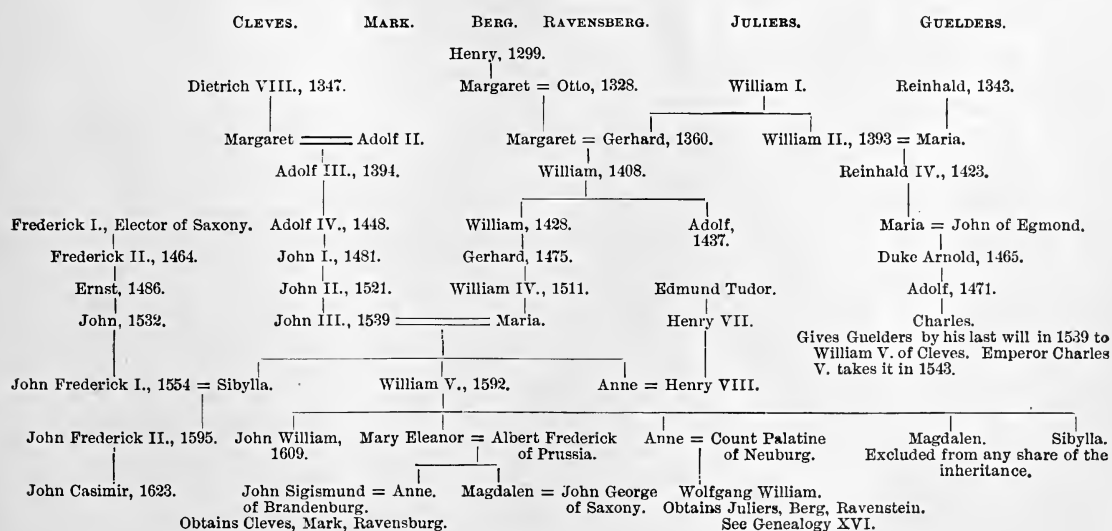 CLEVES. MARK. BERG. RAVENSBERG. JULIERS. GUELDERS.
Henry, 1299.
Dietrich VIII., 1347. Margaret = Otto, 1328. William I. Reinhald, 1343.
Margaret = Adolf II. Margaret = Gerhard, 1360. William II., 1393 = Maria.
Adolf III., 1394. William, 1408. Reinhald IV., 1423.
Frederick I., Elector of Saxony. Adolf IV., 1448. William, 1428. Adolf, Maria = John of Egmond.
1437.
Frederick II., 1464. John I., 1481. Gerhard, 1475. Duke Arnold, 1465.
Ernst, 1486. John II., 1521. William IV., 1511. Edmund Tudor. Adolf, 1471.
John, 1532. John III., 1539 = Maria. Henry VII. Charles.
Gives Guelders by his last will in 1539 to
William V. of Cleves. Emperor Charles
V. takes it in 1543.
John Frederick I., 1554 = Sibylla. William V., 1592. Anne = Henry VIII.
John Frederick II., 1595. John William, Mary Eleanor = Albert Frederick Anne = Count Palatine Magdalen. Sibylla.
1609. of Prussia. of Neuburg. Excluded from any share of the
inheritance.
John Casimir, 1623. John Sigismund = Anne. Magdalen = John George Wolfgang William.
of Brandenburg. of Saxony. Obtains Juliers, Berg, Ravenstein.
Obtains Cleves, Mark, Ravensburg. See Genealogy XVI.